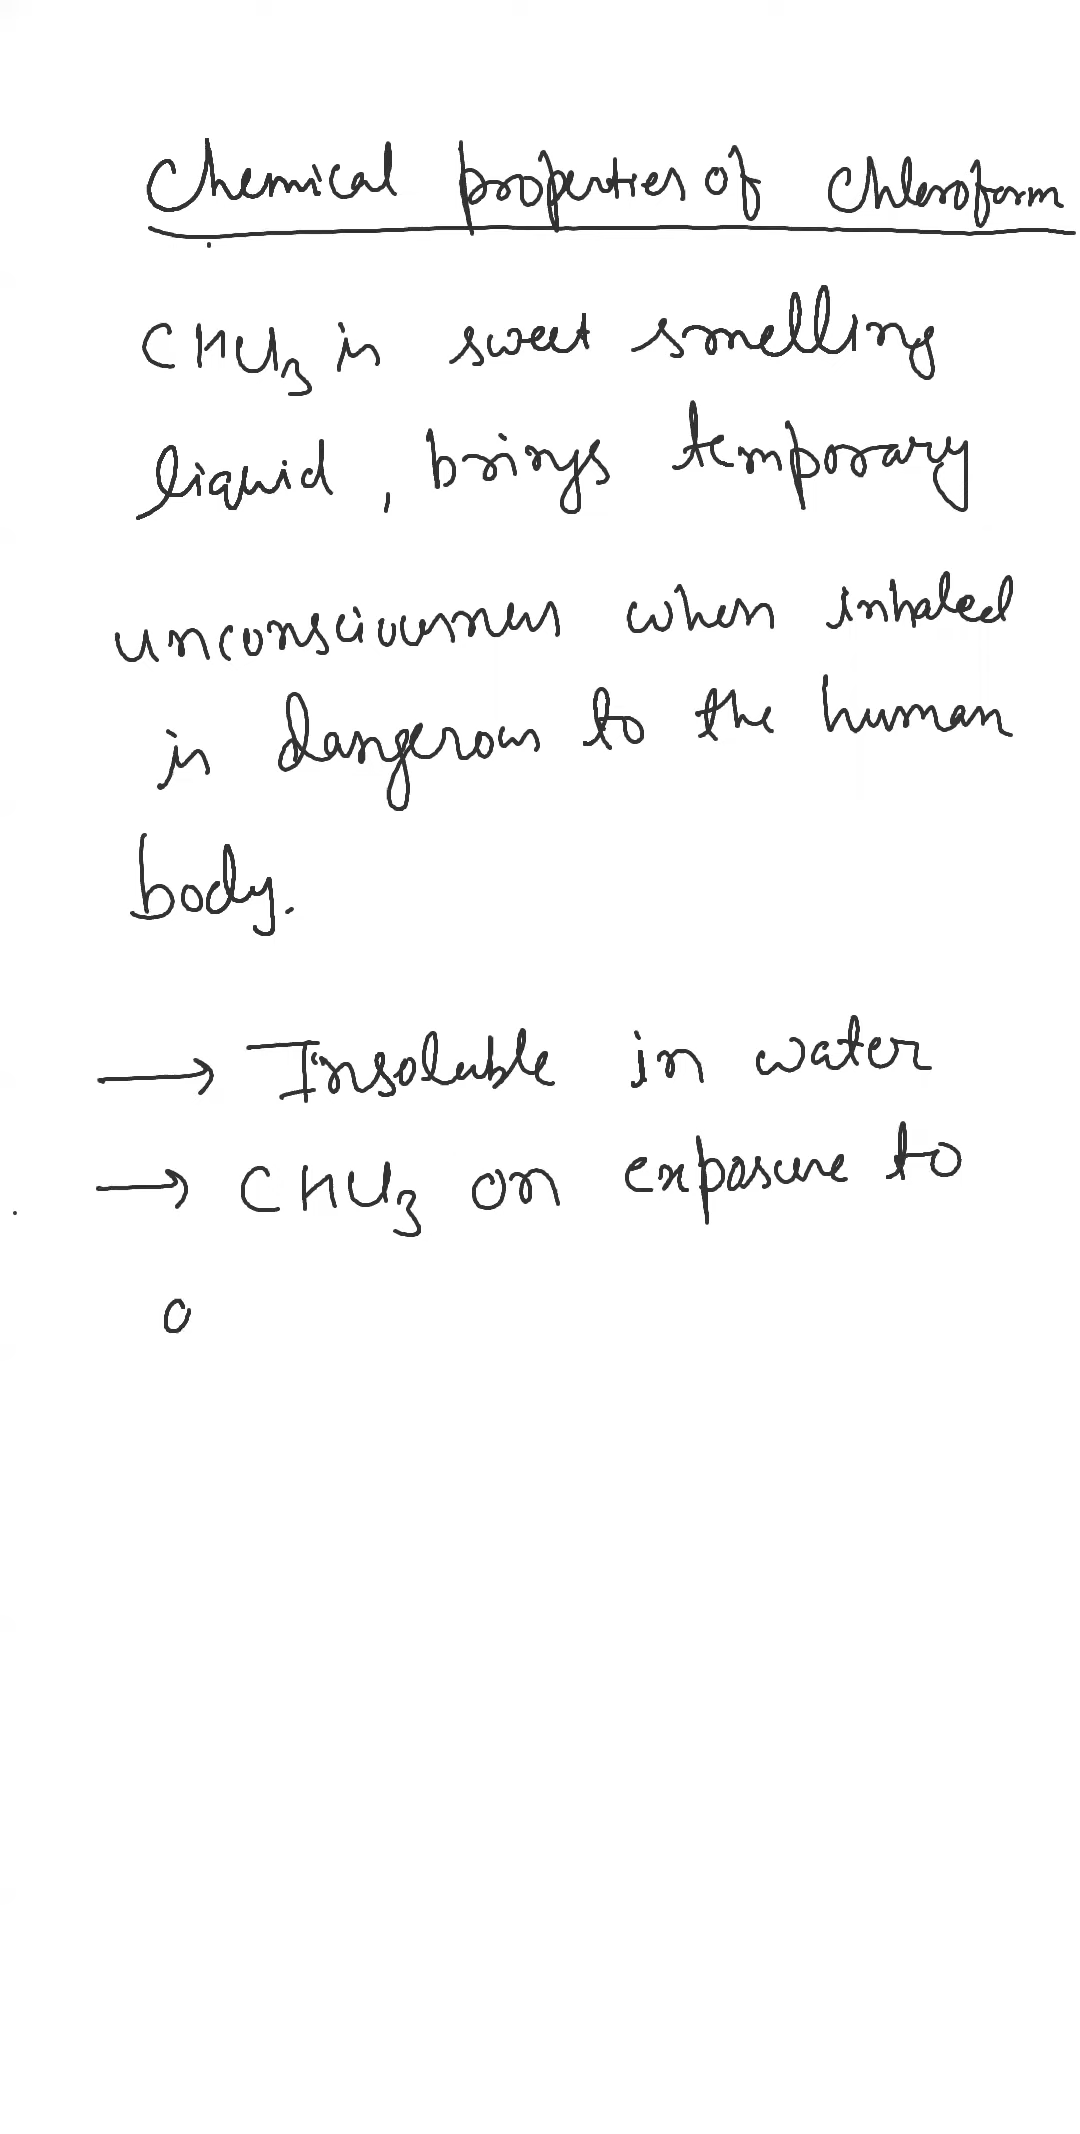 Chemical properties of Chloroform
CHCl3 is sweet smelling
liquid, brings temporary
unconsciousness when inhaled
is dangerous to the human
body.
→ Insoluble in water
→ CHCl3 on exposure to
o